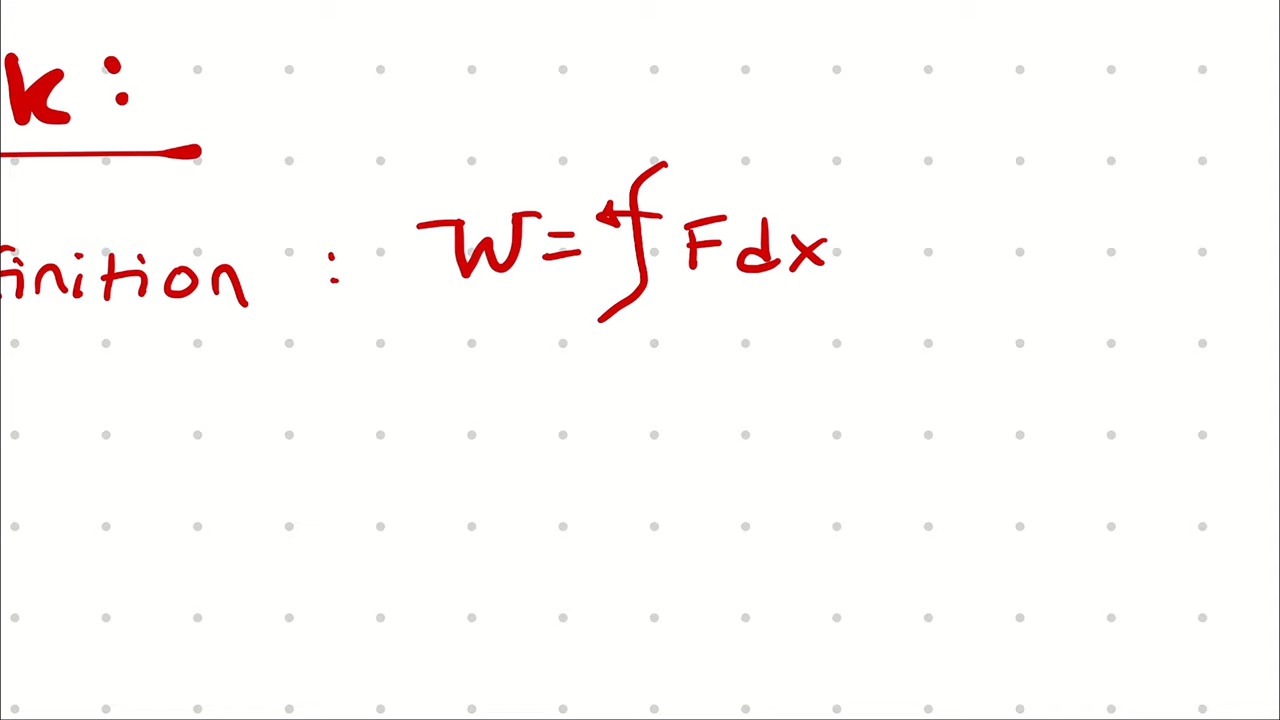 k:
finition : W = ∫ F dx